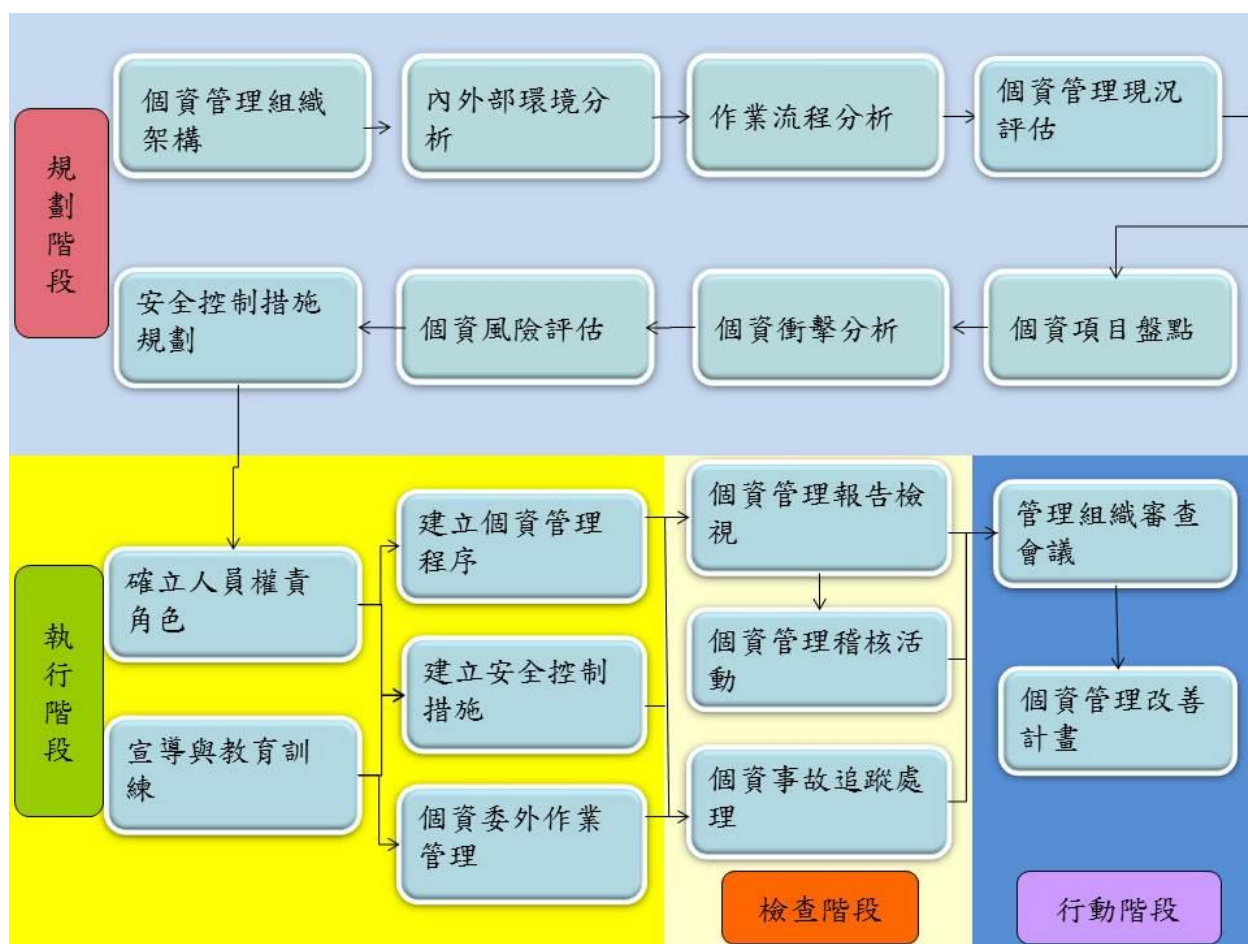 規劃階段
個資管理組織
架構
內外部環境分
析
作業流程分析
個資管理現況
評估
安全控制措施
規劃
個資風險評估
個資衝擊分析
個資項目盤點
執行階段
確立人員權責
角色
宣導與教育訓
練
建立個資管理
程序
建立安全控制
措施
個資委外作業
管理
個資管理報告檢
視
個資管理稽核活
動
個資事故追蹤處
理
檢查階段
管理組織審查
會議
個資管理改善
計畫
行動階段